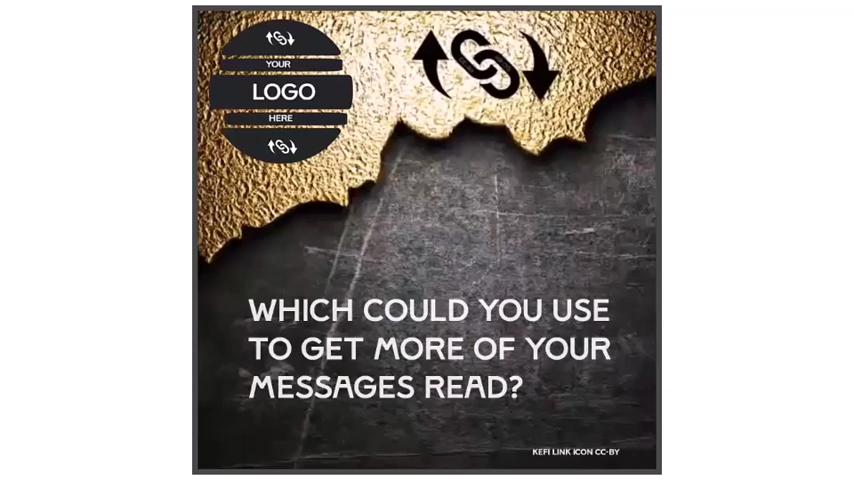 YOUR
LOGO
HERE
WHICH COULD YOU USE
TO GET MORE OF YOUR
MESSAGES READ?
KEFI LINK ICON CC-BY